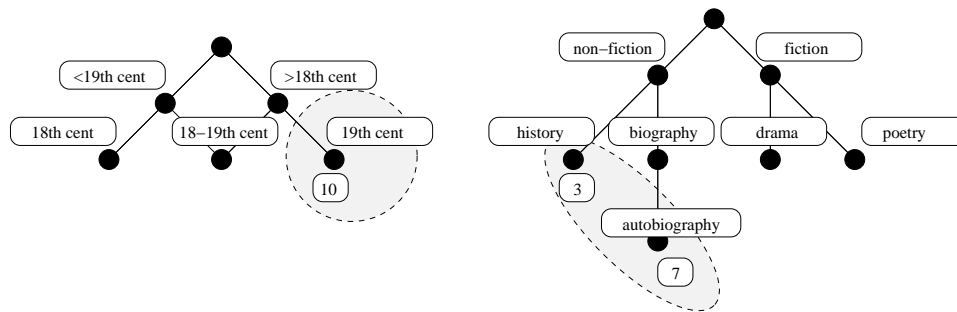 <19th cent
>18th cent
18th cent
18−19th cent
19th cent
10
non−fiction
fiction
history
biography
drama
poetry
3
autobiography
7